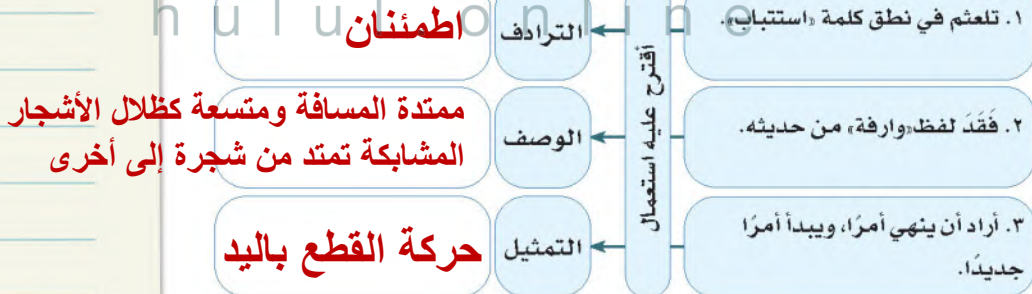 hulul online
١. تلعثم في نطق كلمة «استتباب».
أقترح عليه استعمال
الترادف
اطمئنان
٢. فَقَدَ لفظ «وارفة» من حديثه.
الوصف
ممتدة المسافة ومتسعة كظلال الأشجار
المشابكة تمتد من شجرة إلى أخرى
٣. أراد أن ينهي أمرًا، ويبدأ أمرًا
جديدًا.
التمثيل
حركة القطع باليد